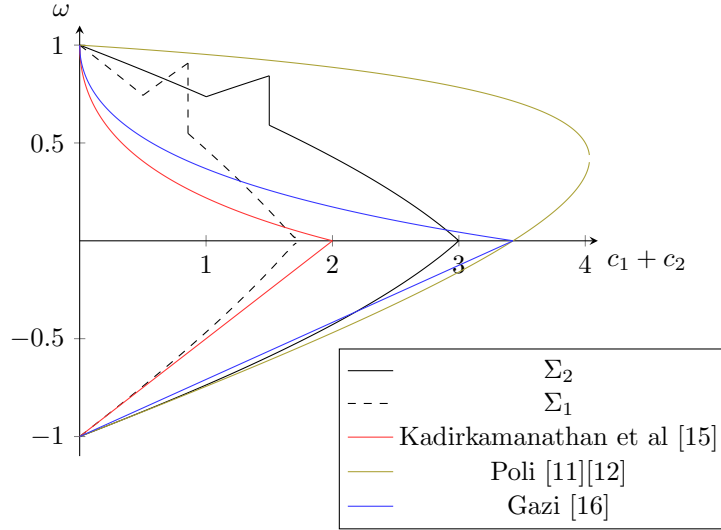 ω
1
0.5
1 2 3 4 c₁ + c₂
−0.5
−1
Σ₂
Σ₁
Kadirkamanathan et al [15]
Poli [11][12]
Gazi [16]